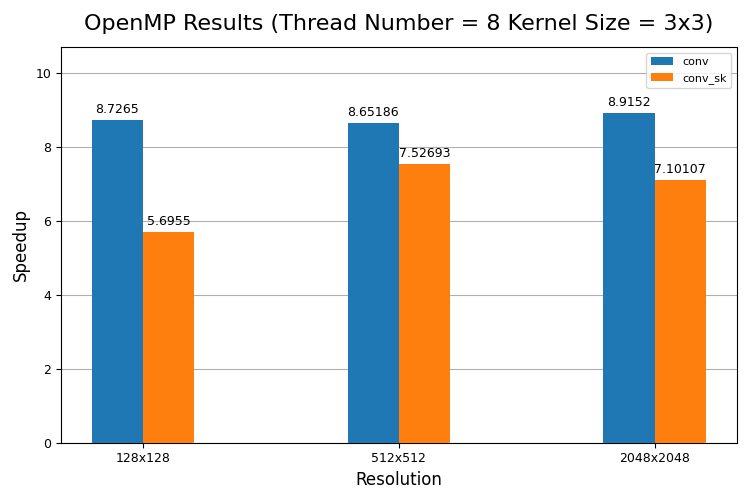 OpenMP Results (Thread Number = 8 Kernel Size = 3x3)
conv
conv_sk
10
8
6
4
2
0
Speedup
8.7265
5.6955
8.65186
7.52693
8.9152
7.10107
128x128
512x512
2048x2048
Resolution